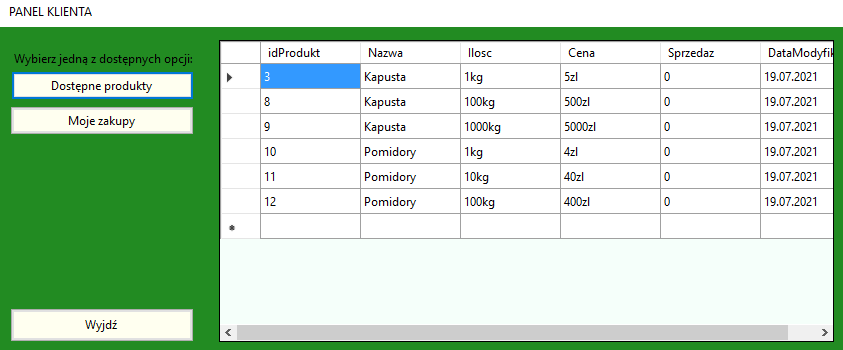 PANEL KLIENTA
Wybierz jedną z dostępnych opcji:
Dostępne produkty
Moje zakupy
Wyjdź
idProdukt Nazwa Ilosc Cena Sprzedaz DataModyfik
3 Kapusta 1kg 5zl 0 19.07.2021
8 Kapusta 100kg 500zl 0 19.07.2021
9 Kapusta 1000kg 5000zl 0 19.07.2021
10 Pomidory 1kg 4zl 0 19.07.2021
11 Pomidory 10kg 40zl 0 19.07.2021
12 Pomidory 100kg 400zl 0 19.07.2021